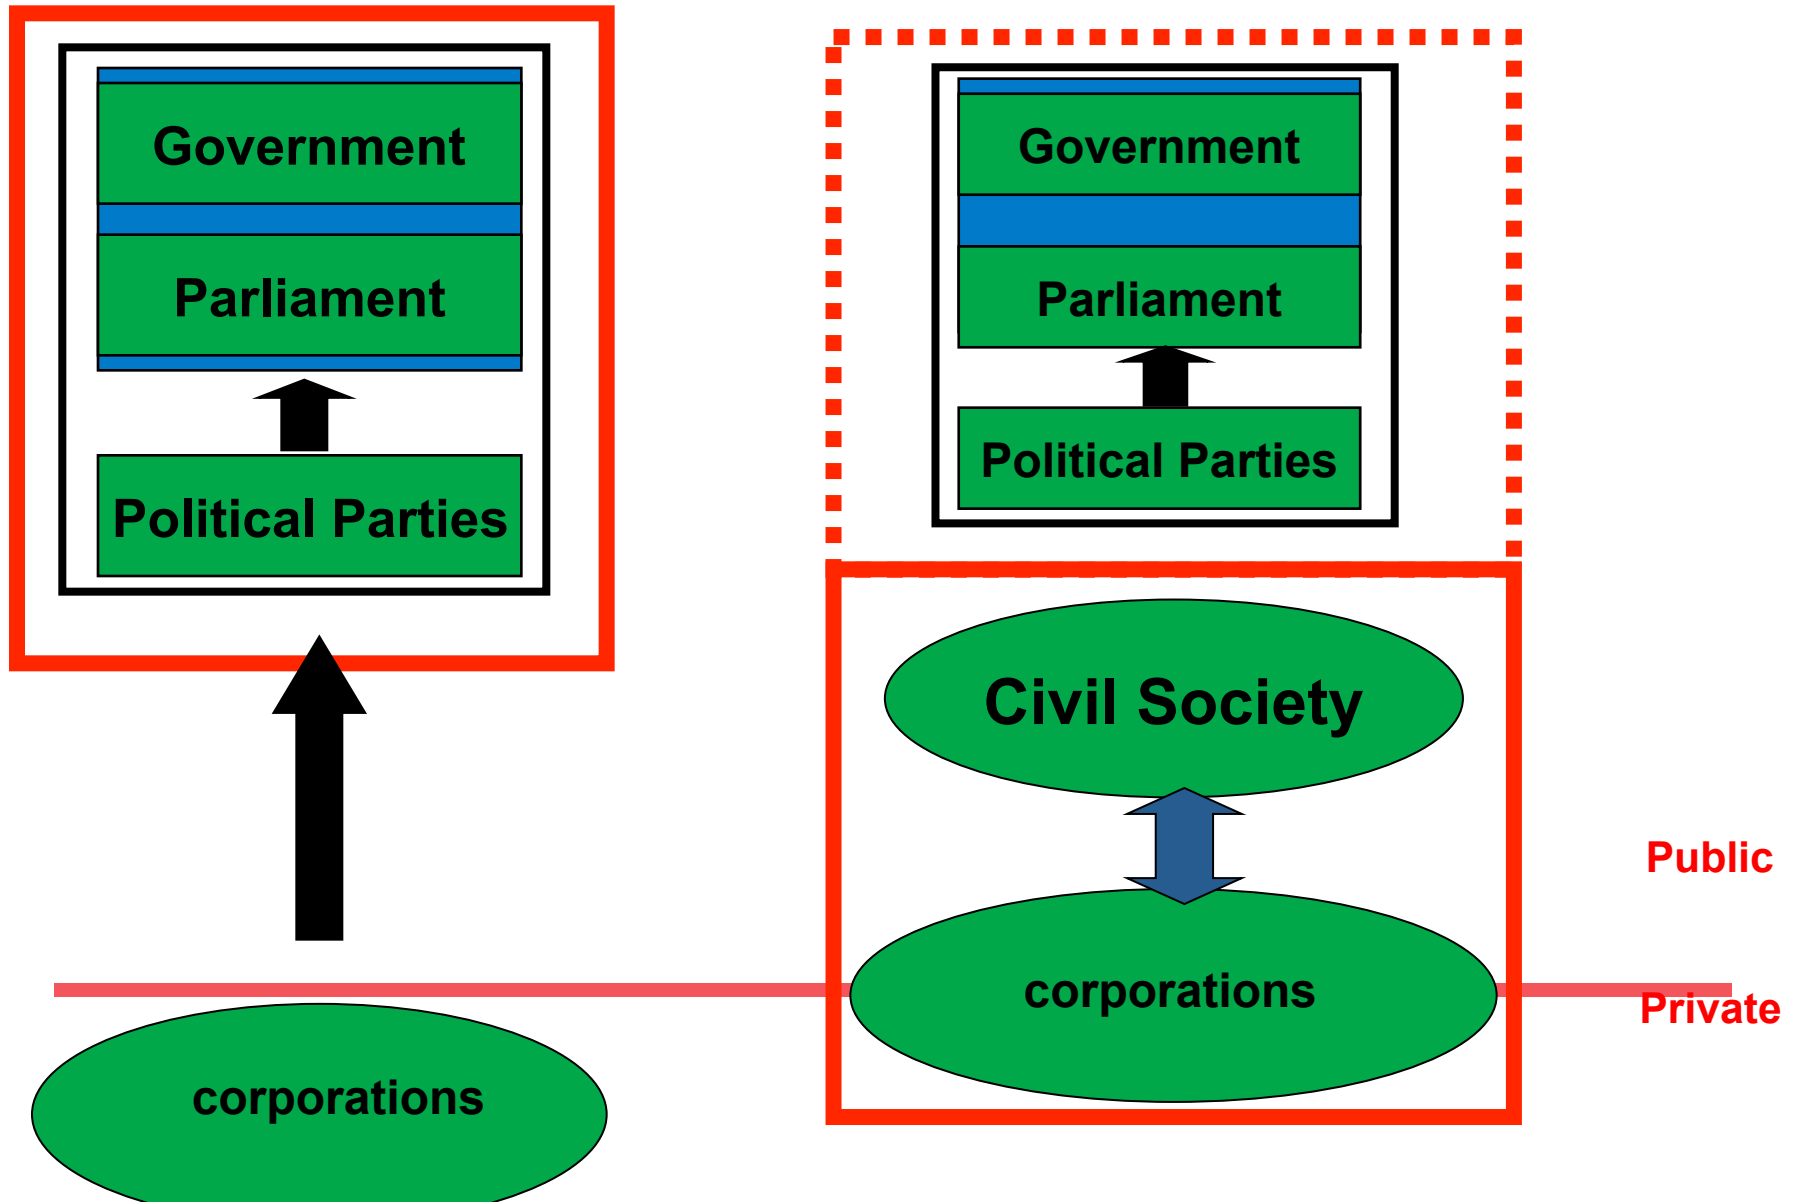 Government
Parliament
Political Parties
corporations
Government
Parliament
Political Parties
Civil Society
corporations
Public
Private